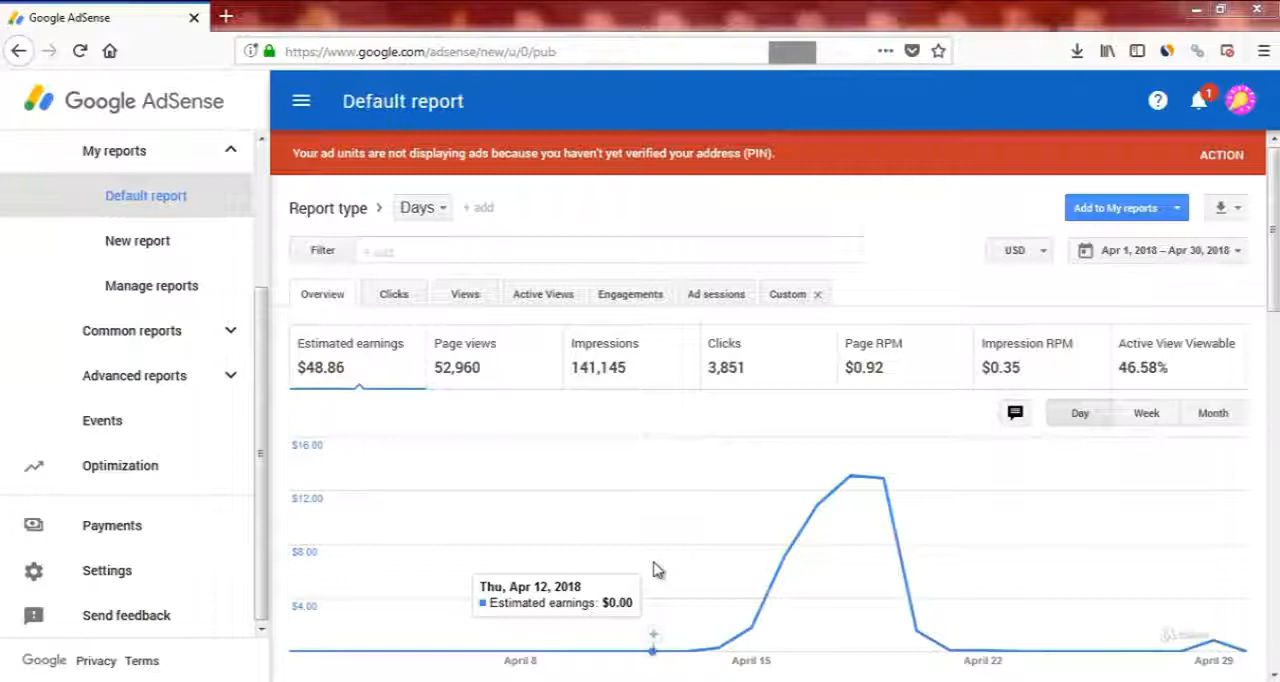 Google AdSense
https://www.google.com/adsense/new/u/0/pub
Google AdSense
Default report
1
My reports
Your ad units are not displaying ads because you haven't yet verified your address (PIN).
ACTION
Default report
Report type > Days + add
Add to My reports
New report
Filter + add
USD
Apr 1, 2018 – Apr 30, 2018
Manage reports
Overview Clicks Views Active Views Engagements Ad sessions Custom
Common reports
Estimated earnings Page views Impressions Clicks Page RPM Impression RPM Active View Viewable
$48.86 52,960 141,145 3,851 $0.92 $0.35 46.58%
Advanced reports
Day Week Month
Events
$16.00
Optimization
$12.00
Payments
$8.00
Settings
Thu, Apr 12, 2018
Estimated earnings: $0.00
$4.00
Send feedback
Google Privacy Terms
April 8 April 15 April 22 April 29